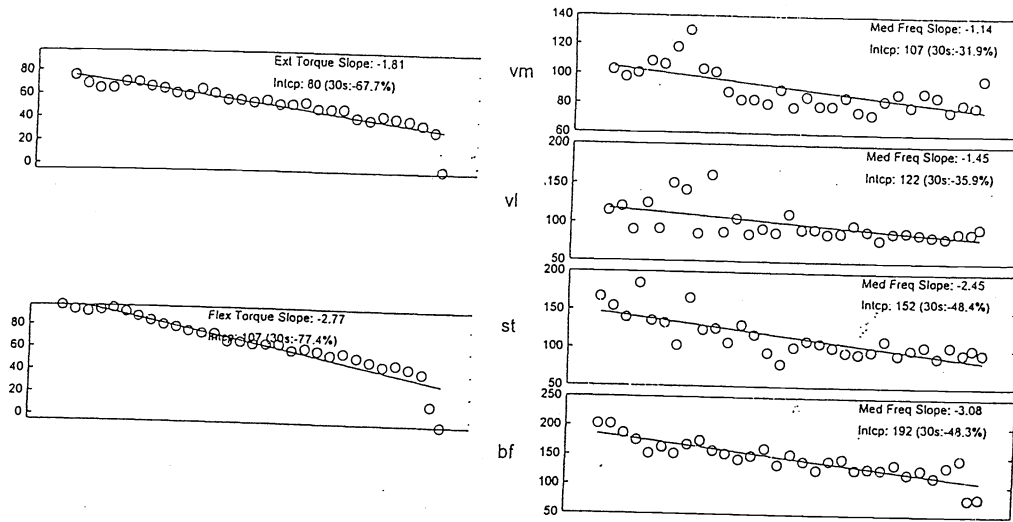 80
60
40
20
0
Ext Torque Slope: -1.81
Intcp: 80 (30s:-67.7%)
80
60
40
20
0
Flex Torque Slope: -2.77
Intcp: 107 (30s:-77.4%)
vm
140
120
100
80
60
Med Freq Slope: -1.14
Intcp: 107 (30s:-31.9%)
vl
200
150
100
50
Med Freq Slope: -1.45
Intcp: 122 (30s:-35.9%)
st
200
150
100
50
Med Freq Slope: -2.45
Intcp: 152 (30s:-48.4%)
bf
250
200
150
100
50
Med Freq Slope: -3.08
Intcp: 192 (30s:-48.3%)